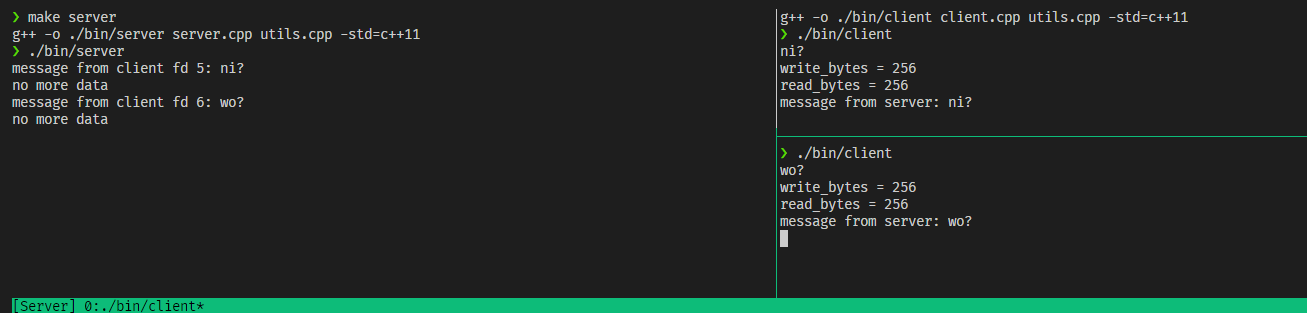 ❯ make server
g++ -o ./bin/server server.cpp utils.cpp -std=c++11
❯ ./bin/server
message from client fd 5: ni?
no more data
message from client fd 6: wo?
no more data
g++ -o ./bin/client client.cpp utils.cpp -std=c++11
❯ ./bin/client
ni?
write_bytes = 256
read_bytes = 256
message from server: ni?
❯ ./bin/client
wo?
write_bytes = 256
read_bytes = 256
message from server: wo?
[Server] 0:./bin/client*